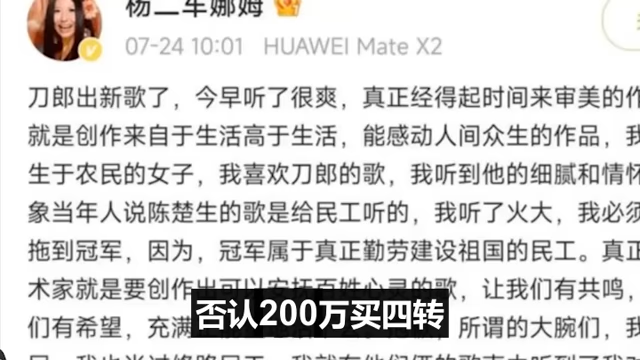 杨二车娜姆
07-24 10:01 HUAWEI Mate X2
刀郎出新歌了，今早听了很爽，真正经得起时间来审美的作
就是创作来自于生活高于生活，能感动人间众生的作品，我
生于农民的女子，我喜欢刀郎的歌，我听到他的细腻和情怀
象当年人说陈楚生的歌是给民工听的，我听了火大，我必须
拖到冠军，因为，冠军属于真正勤劳建设祖国的民工。真正
术家就是要创作出可以安抚百姓心灵的歌，让我们有共鸣，
们有希望，充满
所谓的大腕们，
否认200万买四转